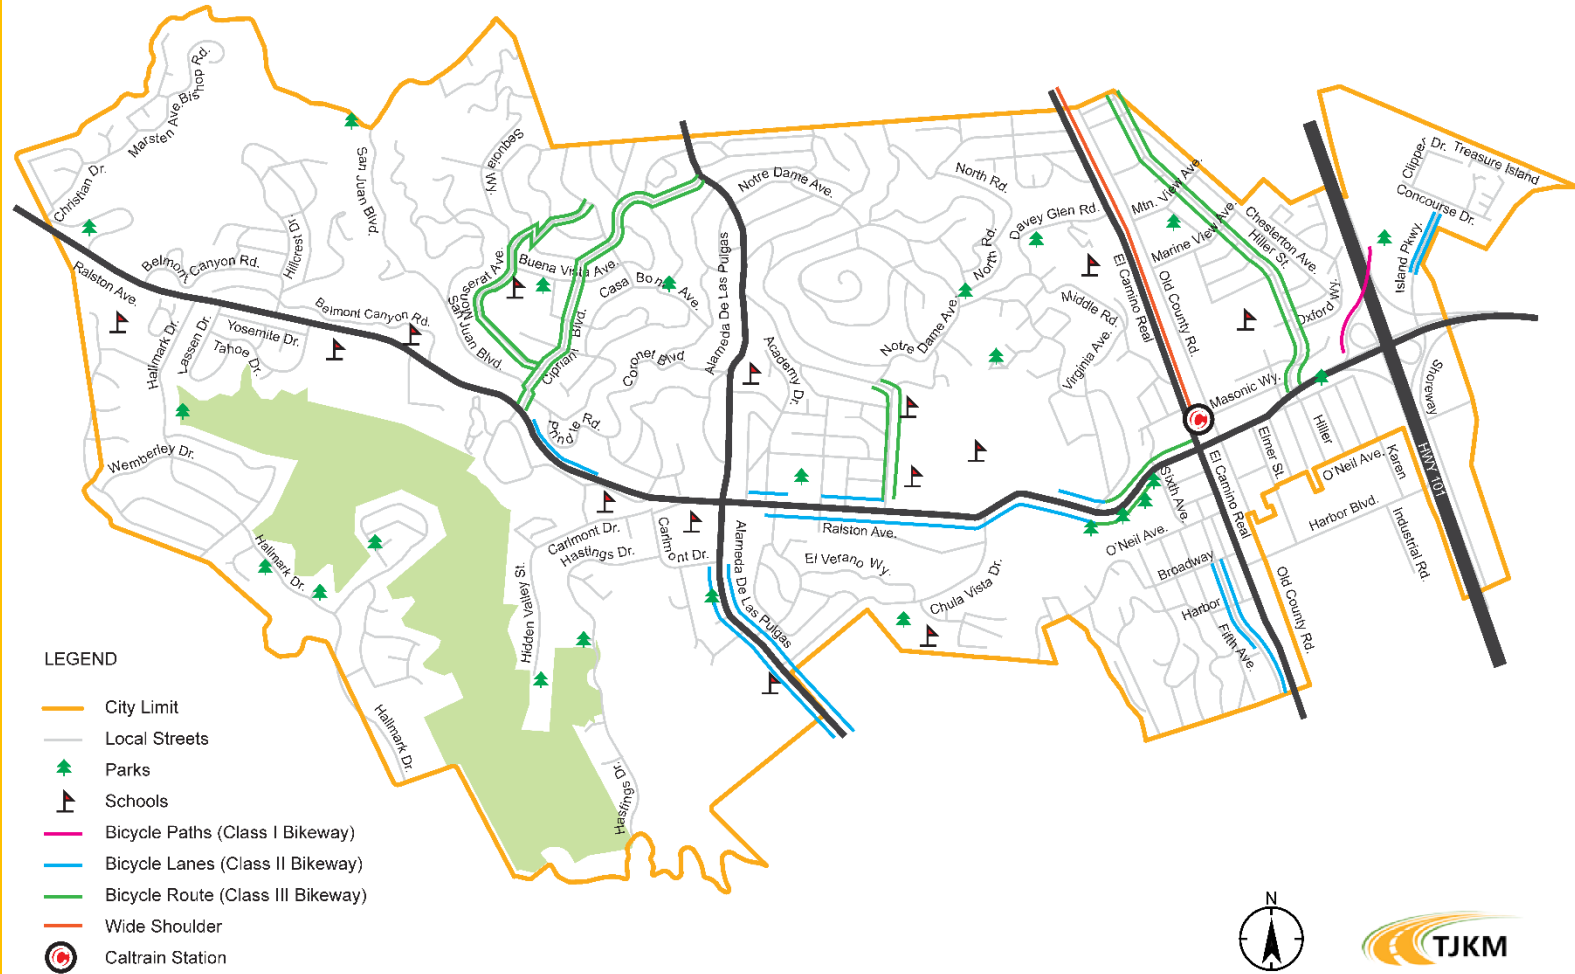 Bishop Rd.
Marsten Ave.
Christian Dr.
San Juan Blvd.
Sequoia Wy.
Notre Dame Ave.
North Rd.
Clipper Dr.
Treasure Island
Concourse Dr.
Mtn. View Ave.
Davey Glen Rd.
Chesterton Ave.
Hiller St.
Marine View Ave.
Island Pkwy.
Hillcrest Dr.
Belmont Canyon Rd.
Ralston Ave.
Monserat Ave.
Buena Vista Ave.
Casa Bona Ave.
Alameda De Las Pulgas
North Rd.
El Camino Real
Old County Rd.
Oxford Wy.
Belmont Canyon Rd.
Yosemite Dr.
Tahoe Dr.
Lassen Dr.
Hallmark Dr.
San Juan Blvd.
Cipriani Blvd.
Coronet Blvd
Academy Dr.
Notre Dame Ave.
Middle Rd.
Virginia Ave.
Masonic Wy.
Shoreway
Prindle Rd.
Wemberley Dr.
Hiller
Elmer St.
O'Neil Ave.
Karen
HWY 101
El Camino Real
Sixth Ave.
Harbor Blvd.
Industrial Rd.
Carlmont Dr.
Hastings Dr.
Carlmont Dr.
Alameda De Las Pulgas
Ralston Ave.
O'Neil Ave.
El Verano Wy.
Chula Vista Dr.
Broadway
Harbor
Fifth Ave.
Old County Rd.
Hallmark Dr.
Hidden Valley St.
Hallmark Dr.
Hastings Dr.
LEGEND
City Limit
Local Streets
Parks
Schools
Bicycle Paths (Class I Bikeway)
Bicycle Lanes (Class II Bikeway)
Bicycle Route (Class III Bikeway)
Wide Shoulder
Caltrain Station
N
TJKM